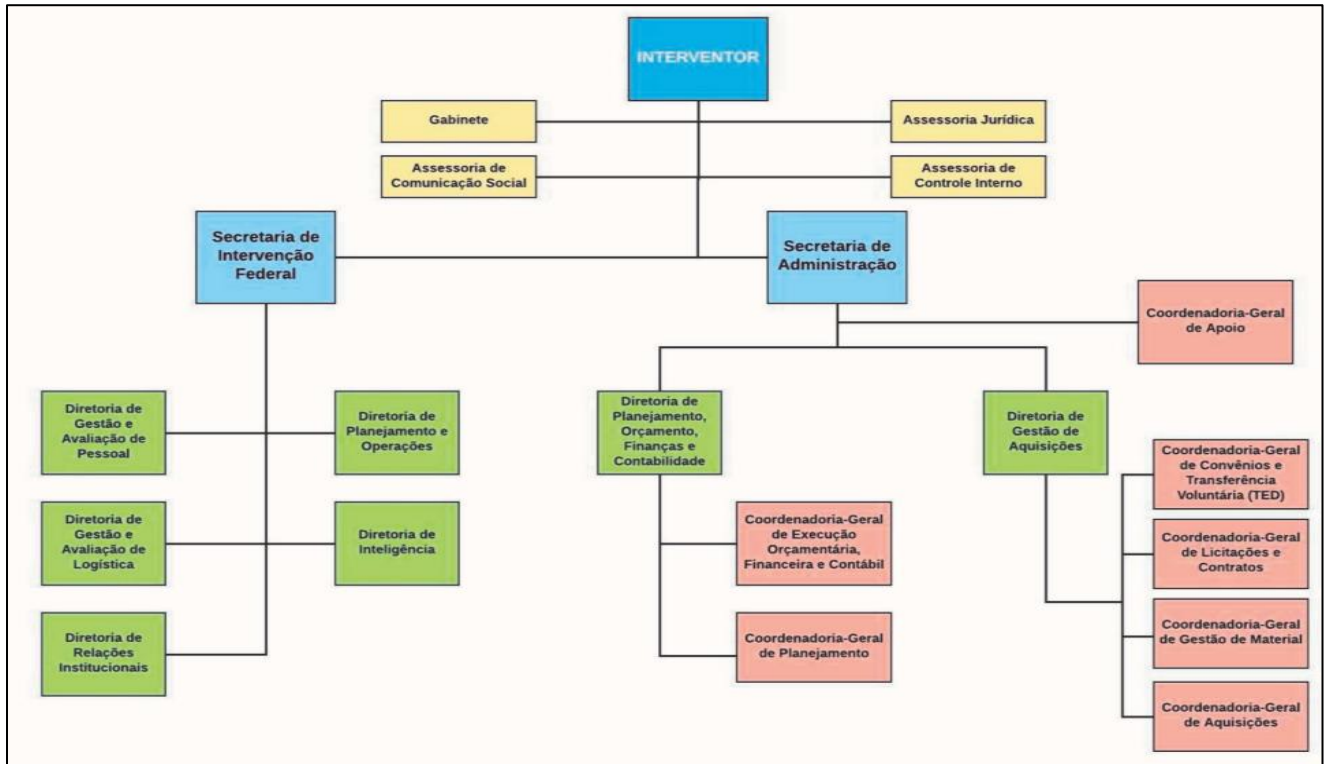 INTERVENTOR
Gabinete
Assessoria Jurídica
Assessoria de
Comunicação Social
Assessoria de
Controle Interno
Secretaria de
Intervenção
Federal
Secretaria de
Administração
Coordenadoria-Geral
de Apoio
Diretoria de
Gestão e
Avaliação de
Pessoal
Diretoria de
Planejamento e
Operações
Diretoria de
Planejamento,
Orçamento,
Finanças e
Contabilidade
Diretoria de
Gestão de
Aquisições
Coordenadoria-Geral
de Convênios e
Transferência
Voluntária (TED)
Diretoria de
Gestão e
Avaliação de
Logística
Diretoria de
Inteligência
Coordenadoria-Geral
de Execução
Orçamentária,
Financeira e Contábil
Coordenadoria-Geral
de Licitações e
Contratos
Diretoria de
Relações
Institucionais
Coordenadoria-Geral
de Planejamento
Coordenadoria-Geral
de Gestão de Material
Coordenadoria-Geral
de Aquisições